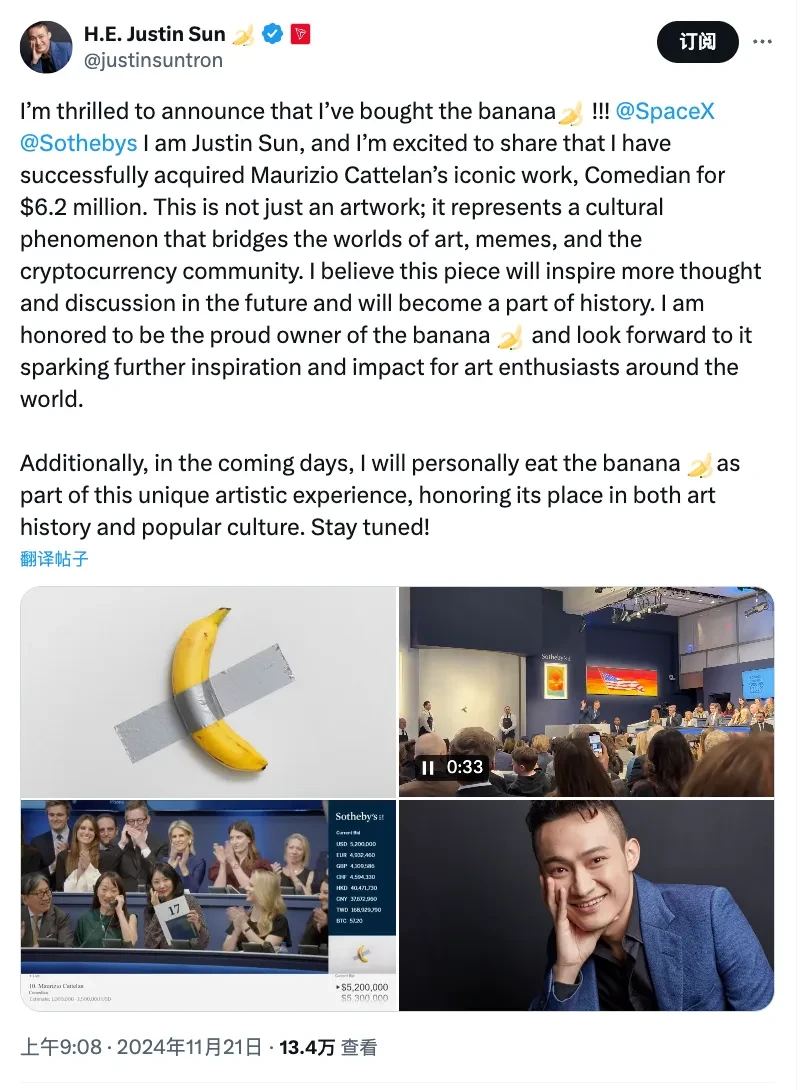 H.E. Justin Sun 🍌
订阅
@justinsuntron
I’m thrilled to announce that I’ve bought the banana🍌 !!! @SpaceX
@Sothebys I am Justin Sun, and I’m excited to share that I have
successfully acquired Maurizio Cattelan’s iconic work, Comedian for
$6.2 million. This is not just an artwork; it represents a cultural
phenomenon that bridges the worlds of art, memes, and the
cryptocurrency community. I believe this piece will inspire more thought
and discussion in the future and will become a part of history. I am
honored to be the proud owner of the banana 🍌 and look forward to it
sparking further inspiration and impact for art enthusiasts around the
world.
Additionally, in the coming days, I will personally eat the banana 🍌as
part of this unique artistic experience, honoring its place in both art
history and popular culture. Stay tuned!
翻译帖子
Sotheby's
0:33
17
Sotheby's
Current Bid
USD 5,200,000
EUR 4,932,460
GBP 4,109,586
CHF 4,594,330
HKD 40,471,730
CNY 37,672,960
TWD 168,929,790
BTC 57.20
10. Maurizio Cattelan
Comedian
Current Bid
$5,200,000
$5,300,000
上午9:08 · 2024年11月21日 · 13.4万 查看